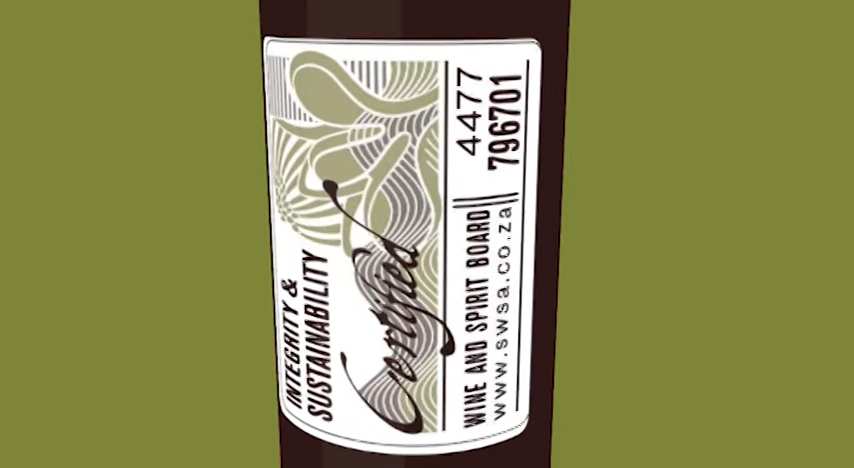 INTEGRITY &
SUSTAINABILITY
Certified
WINE AND SPIRIT BOARD || 4477
www.swsa.co.za || 796701